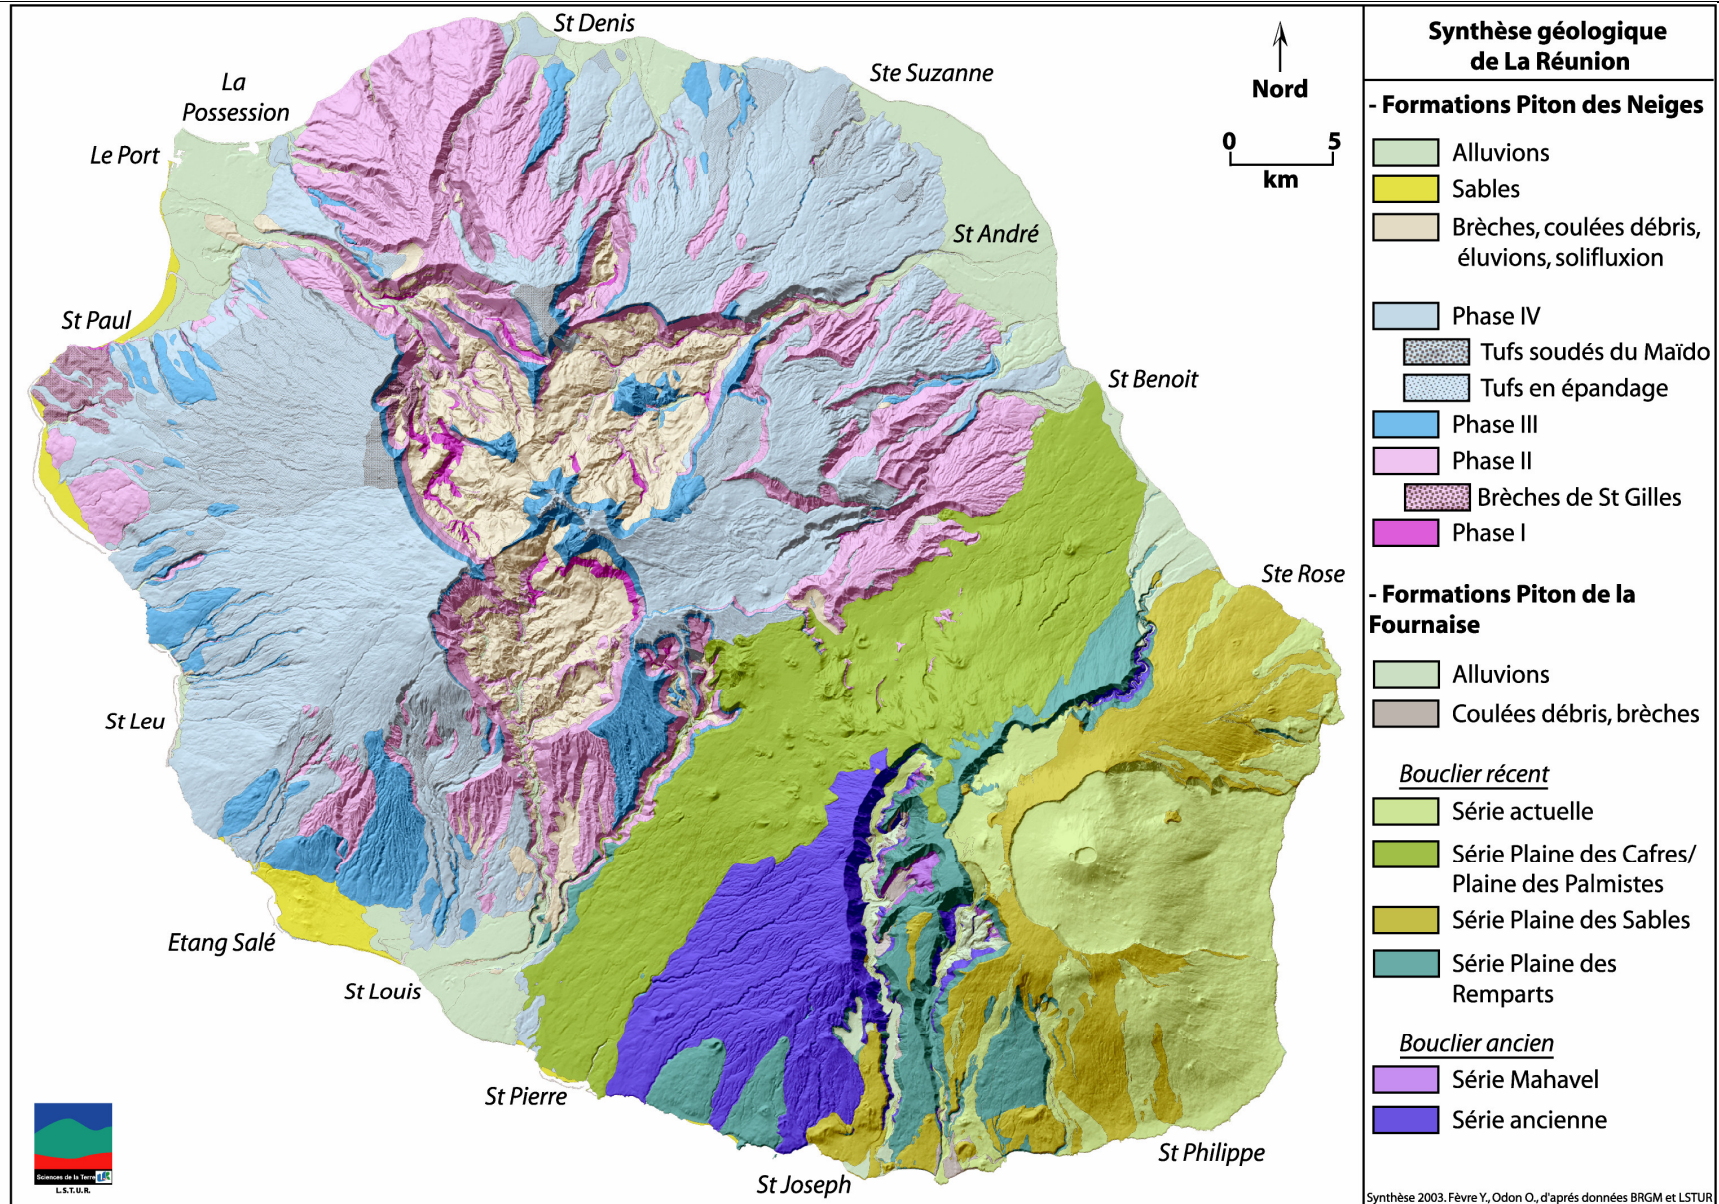 St Denis
Ste Suzanne
La
Possession
Le Port
St André
St Paul
St Benoit
Ste Rose
St Leu
Etang Salé
St Louis
St Pierre
St Joseph
St Philippe
Nord
0 5
km
Sciences de la Terre
L.S.T.U.R.
Synthèse géologique
de La Réunion
- Formations Piton des Neiges
Alluvions
Sables
Brèches, coulées débris,
éluvions, solifluxion
Phase IV
Tufs soudés du Maïdo
Tufs en épandage
Phase III
Phase II
Brèches de St Gilles
Phase I
- Formations Piton de la
Fournaise
Alluvions
Coulées débris, brèches
Bouclier récent
Série actuelle
Série Plaine des Cafres/
Plaine des Palmistes
Série Plaine des Sables
Série Plaine des
Remparts
Bouclier ancien
Série Mahavel
Série ancienne
Synthèse 2003. Fèvre Y., Odon O., d'aprés données BRGM et LSTUR